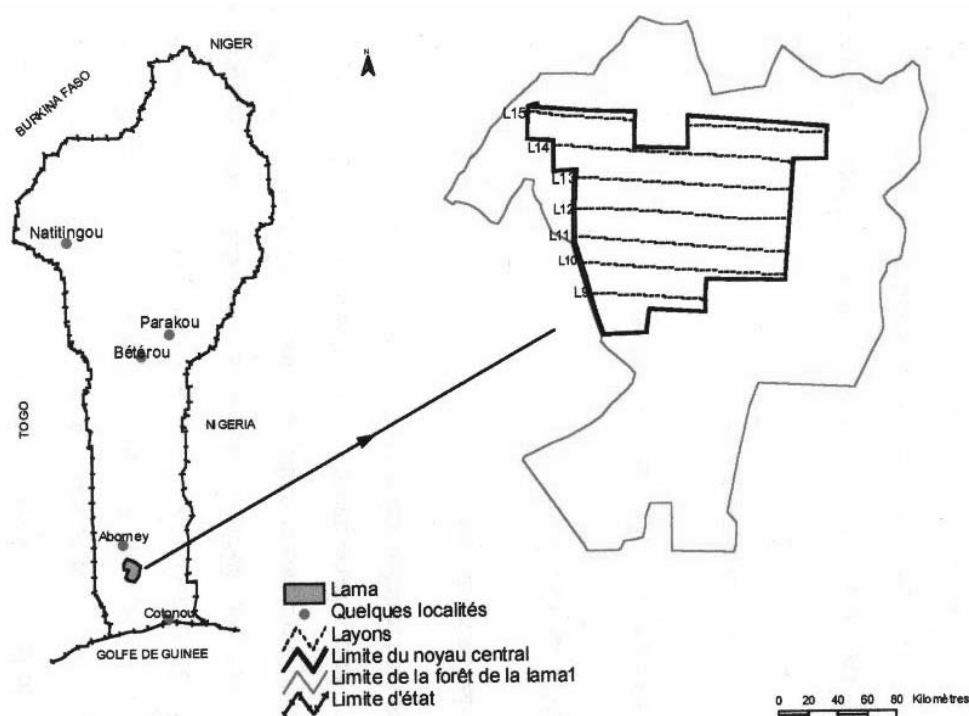 NIGER
N
BURKINA FASO
Natitingou
Parakou
Bétérou
TOGO
NIGERIA
Abomey
Cotonou
GOLFE DE GUINEE
L15
L14
L13
L12
L11
L10
L9
Lama
Quelques localités
Layons
Limite du noyau central
Limite de la forêt de la lama1
Limite d'état
0 20 40 60 80 Kilomètres